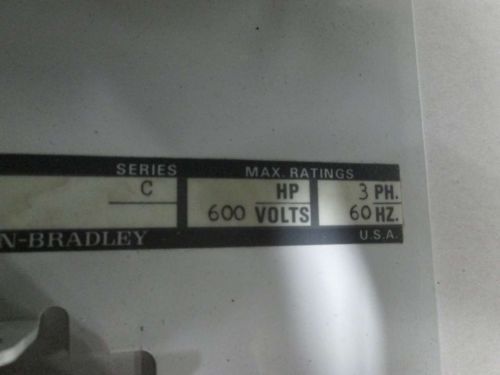 SERIES MAX. RATINGS
C HP 3 PH.
600 VOLTS 60 HZ.
N-BRADLEY U.S.A.